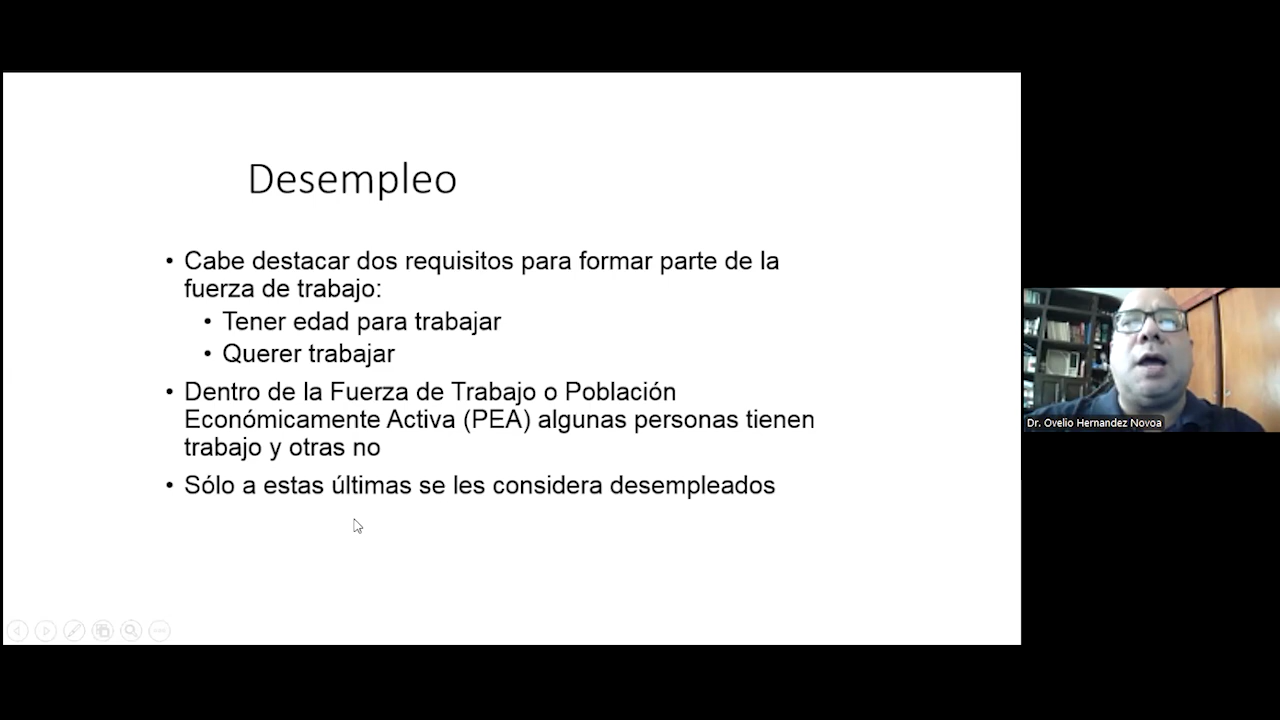 Desempleo
• Cabe destacar dos requisitos para formar parte de la
fuerza de trabajo:
• Tener edad para trabajar
• Querer trabajar
• Dentro de la Fuerza de Trabajo o Población
Económicamente Activa (PEA) algunas personas tienen
trabajo y otras no
• Sólo a estas últimas se les considera desempleados
Dr. Ovelio Hernandez Novoa